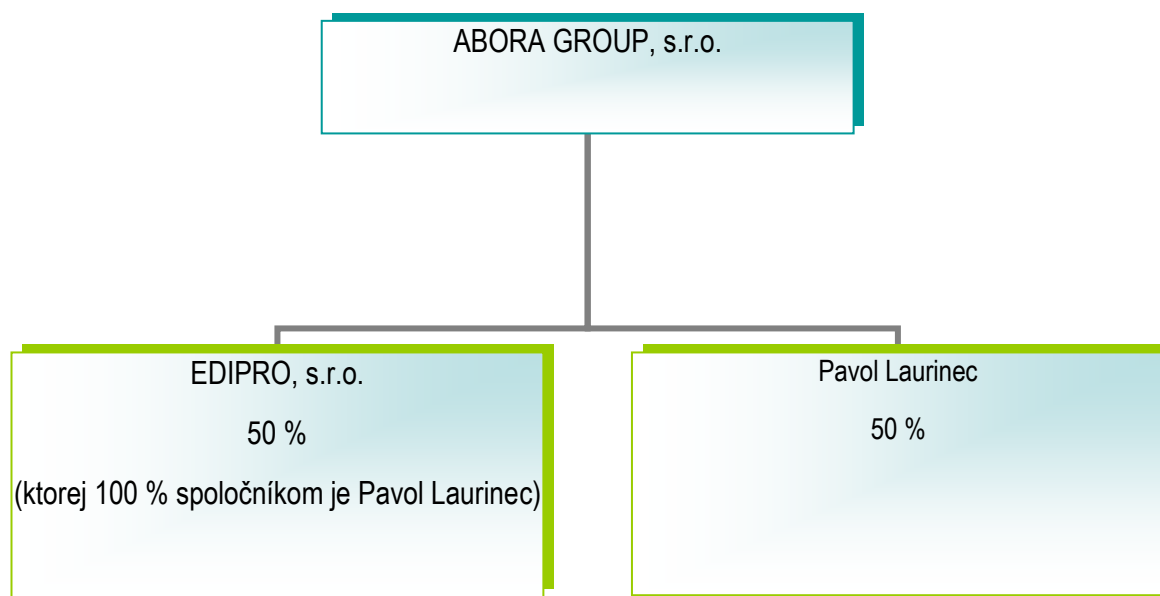 ABORA GROUP, s.r.o.
EDIPRO, s.r.o.
50 %
(ktorej 100 % spoločníkom je Pavol Laurinec)
Pavol Laurinec
50 %